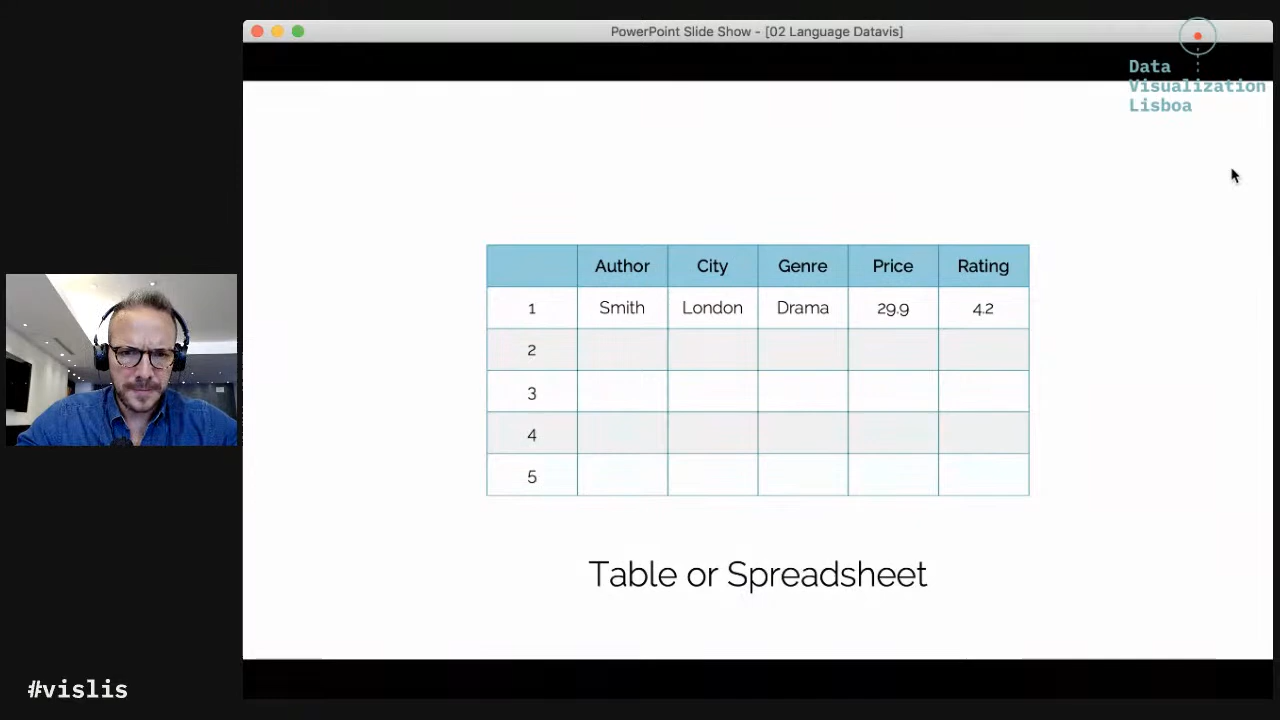 PowerPoint Slide Show - [02 Language Datavis]
Data
Visualization
Lisboa
Author City Genre Price Rating
1 Smith London Drama 29.9 4.2
2
3
4
5
Table or Spreadsheet
#vislis